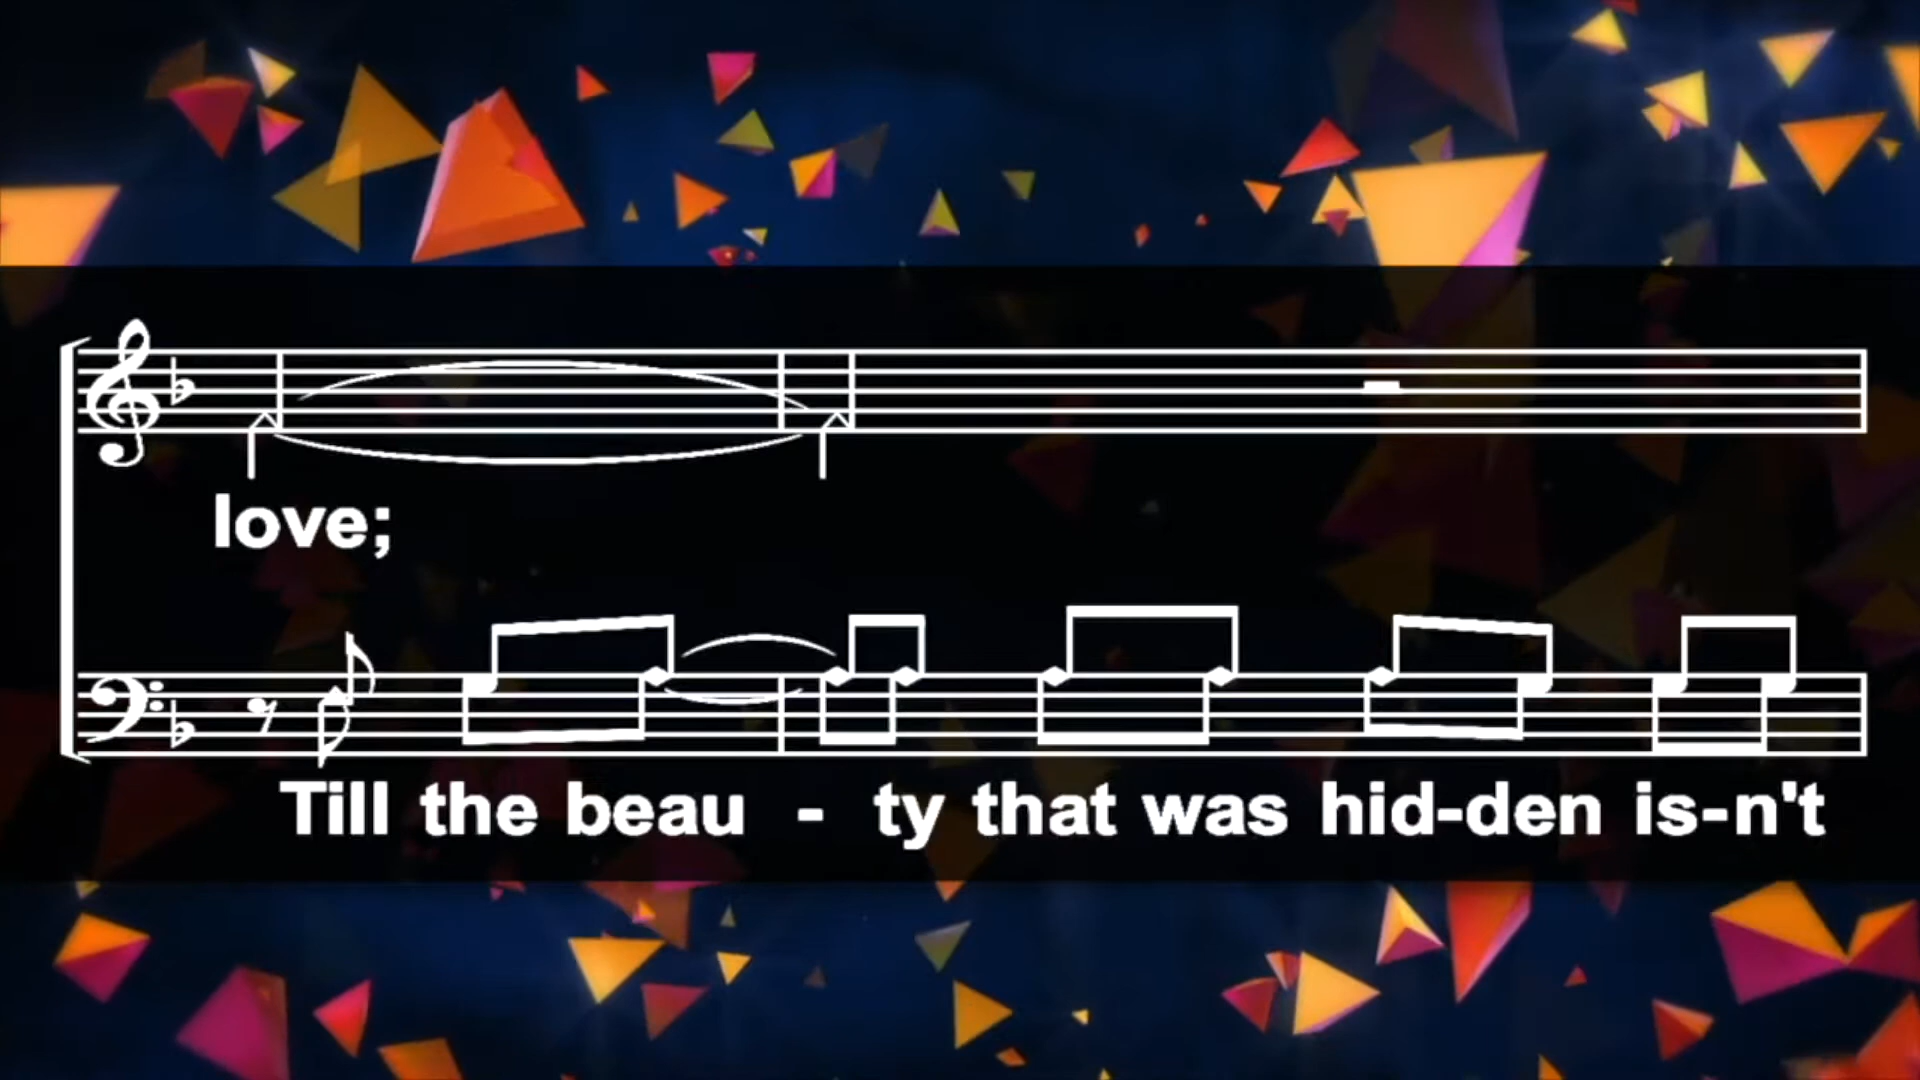 love;
Till the beau - ty that was hid-den is-n't